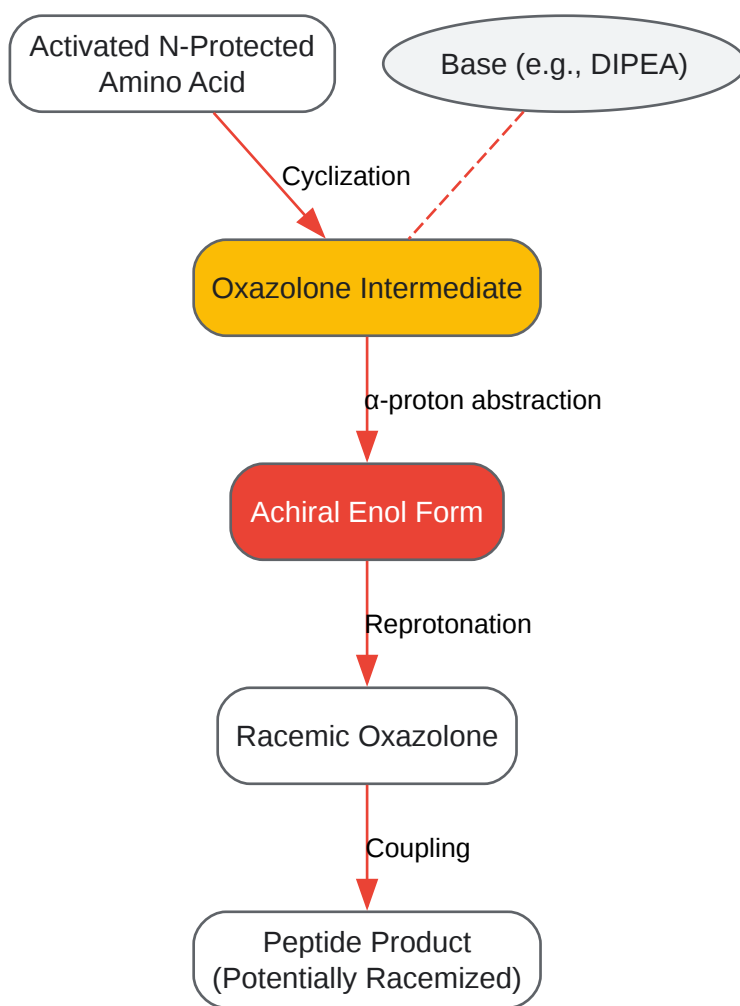 Activated N-Protected
Amino Acid
Base (e.g., DIPEA)
Cyclization
Oxazolone Intermediate
α-proton abstraction
Achiral Enol Form
Reprotonation
Racemic Oxazolone
Coupling
Peptide Product
(Potentially Racemized)